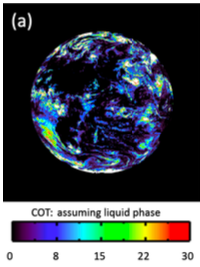 (a)
COT: assuming liquid phase
0 8 15 22 30